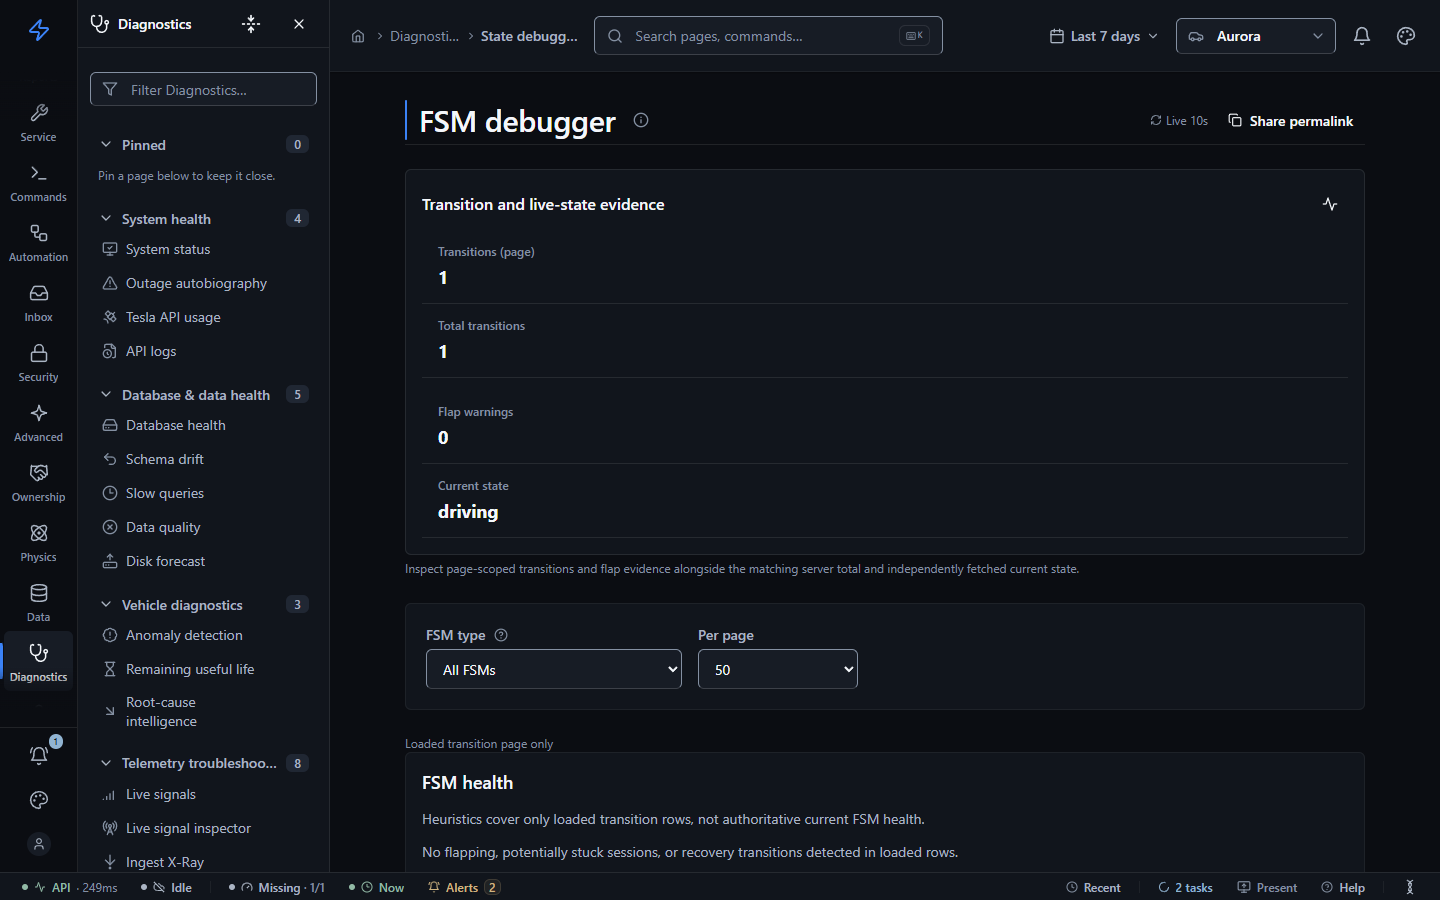 Service
Commands
Automation
Inbox
Security
Advanced
Ownership
Physics
Data
Diagnostics
1
Diagnostics
Filter Diagnostics...
Pinned 0
Pin a page below to keep it close.
System health 4
System status
Outage autobiography
Tesla API usage
API logs
Database & data health 5
Database health
Schema drift
Slow queries
Data quality
Disk forecast
Vehicle diagnostics 3
Anomaly detection
Remaining useful life
Root-cause
intelligence
Telemetry troubleshoo... 8
Live signals
Live signal inspector
Ingest X-Ray
Diagnosti... State debugg...
Search pages, commands... K
Last 7 days
Aurora
FSM debugger
Live 10s
Share permalink
Transition and live-state evidence
Transitions (page)
1
Total transitions
1
Flap warnings
0
Current state
driving
Inspect page-scoped transitions and flap evidence alongside the matching server total and independently fetched current state.
FSM type
Per page
All FSMs
50
Loaded transition page only
FSM health
Heuristics cover only loaded transition rows, not authoritative current FSM health.
No flapping, potentially stuck sessions, or recovery transitions detected in loaded rows.
API · 249ms Idle Missing · 1/1 Now Alerts 2 Recent 2 tasks Present Help